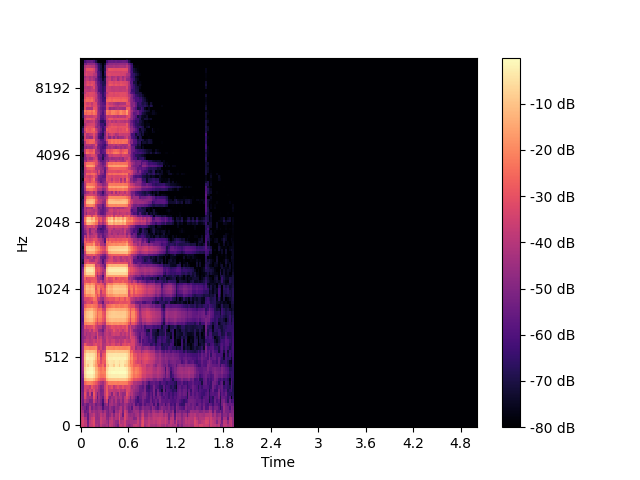 8192
4096
2048
1024
512
0
Hz
0 0.6 1.2 1.8 2.4 3 3.6 4.2 4.8
Time
-10 dB
-20 dB
-30 dB
-40 dB
-50 dB
-60 dB
-70 dB
-80 dB